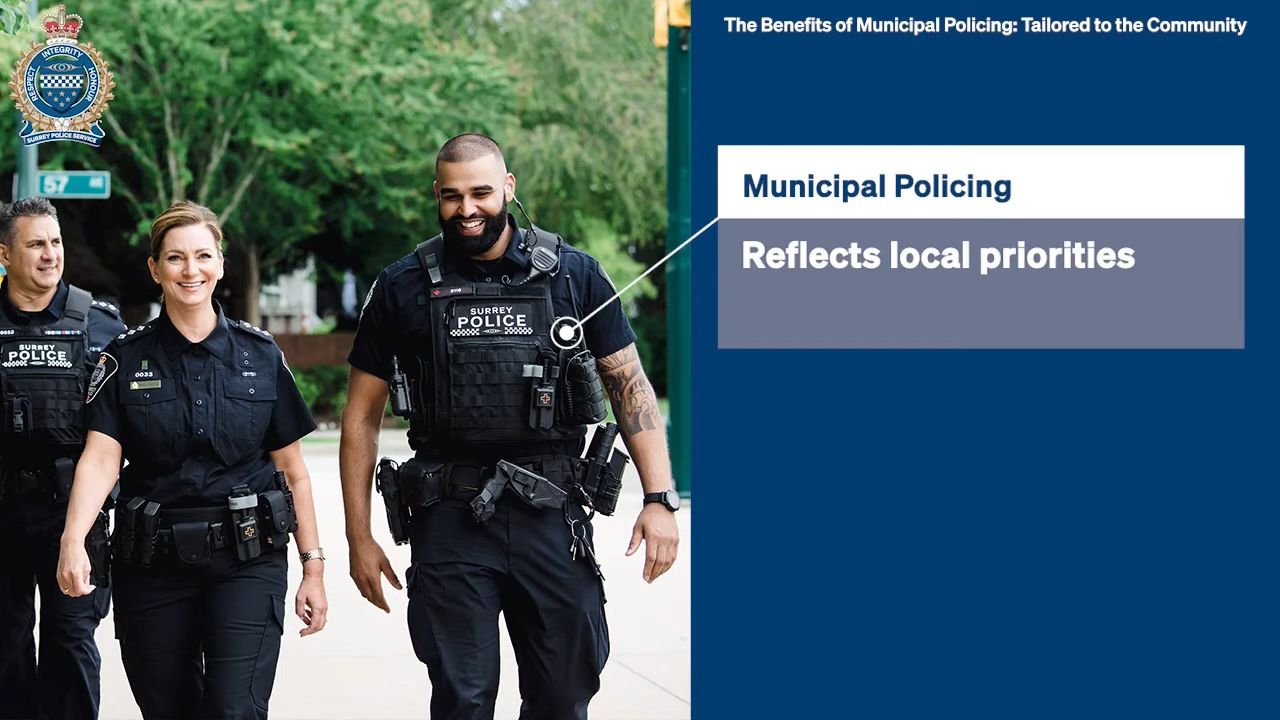 The Benefits of Municipal Policing: Tailored to the Community
INTEGRITY
RESPECT
HONOUR
SURREY POLICE SERVICE
57
Municipal Policing
Reflects local priorities
SURREY
POLICE
SURREY
POLICE
0033